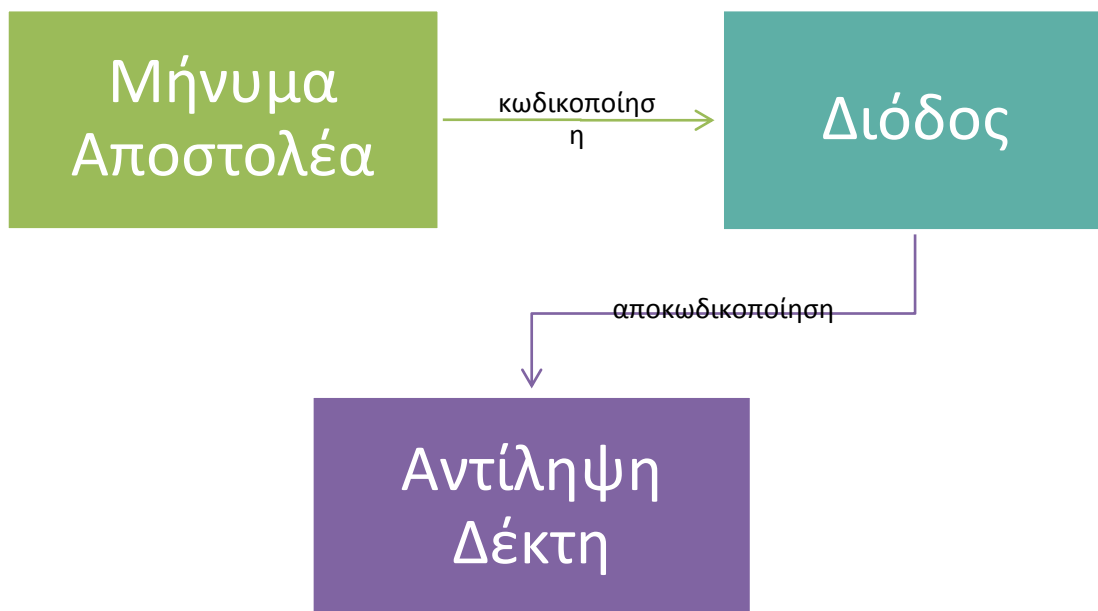 Μήνυμα
Αποστολέα
κωδικοποίησ
η
Διόδος
αποκωδικοποίηση
Αντίληψη
Δέκτη